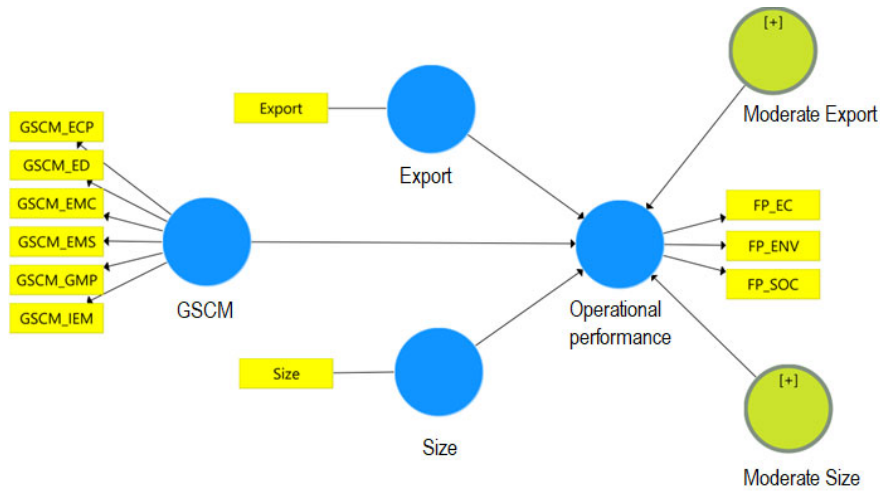 [+]
Moderate Export
Export
Export
GSCM_ECP
GSCM_ED
GSCM_EMC
GSCM_EMS
GSCM_GMP
GSCM_IEM
GSCM
FP_EC
FP_ENV
FP_SOC
Operational
performance
Size
Size
[+]
Moderate Size